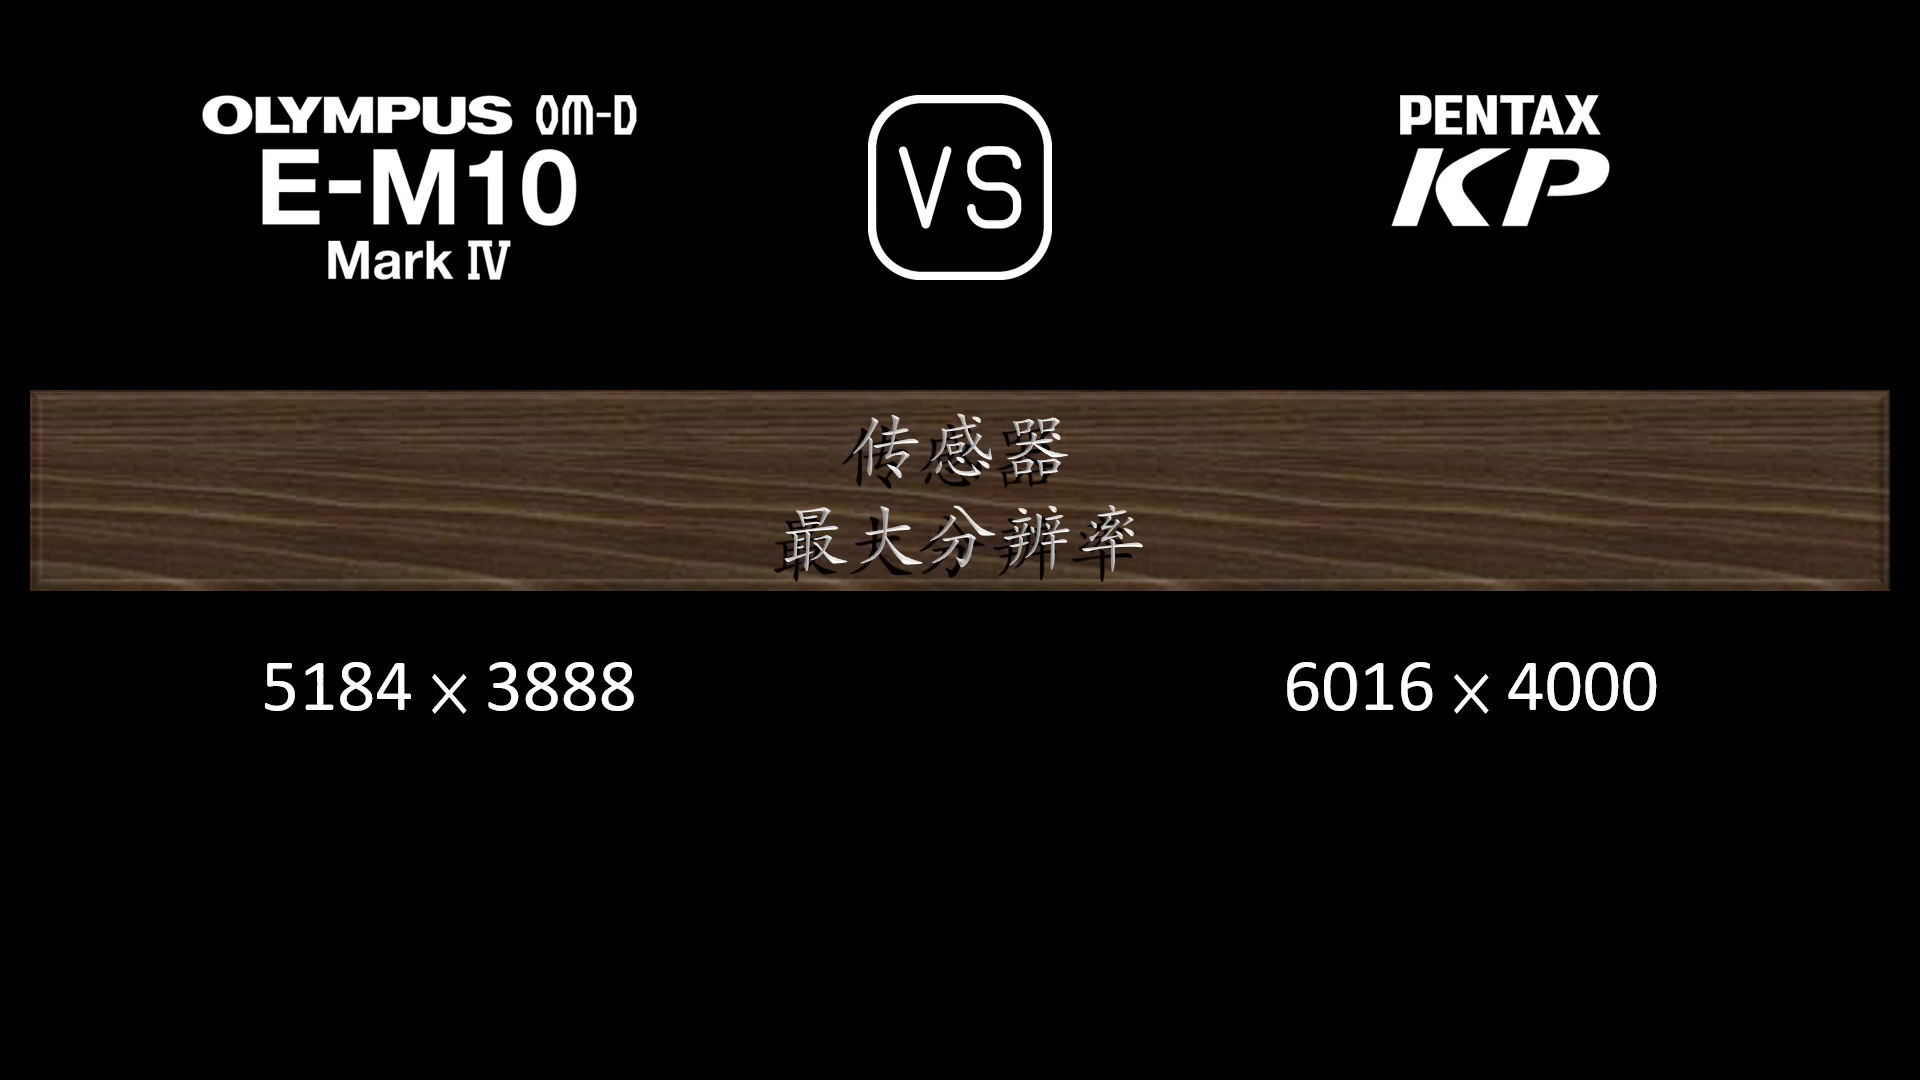 OLYMPUS OM-D
E-M10
Mark IV
VS
PENTAX
KP
传感器
最大分辨率
5184 x 3888
6016 x 4000